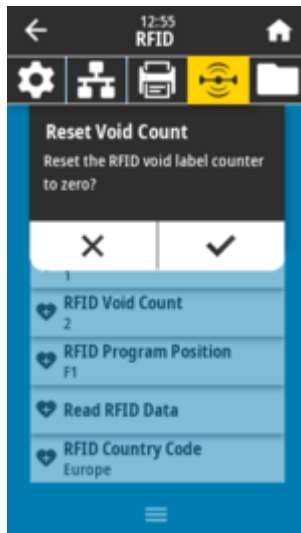 12:55
RFID
Reset Void Count
Reset the RFID void label counter
to zero?
1
RFID Void Count
2
RFID Program Position
F1
Read RFID Data
RFID Country Code
Europe